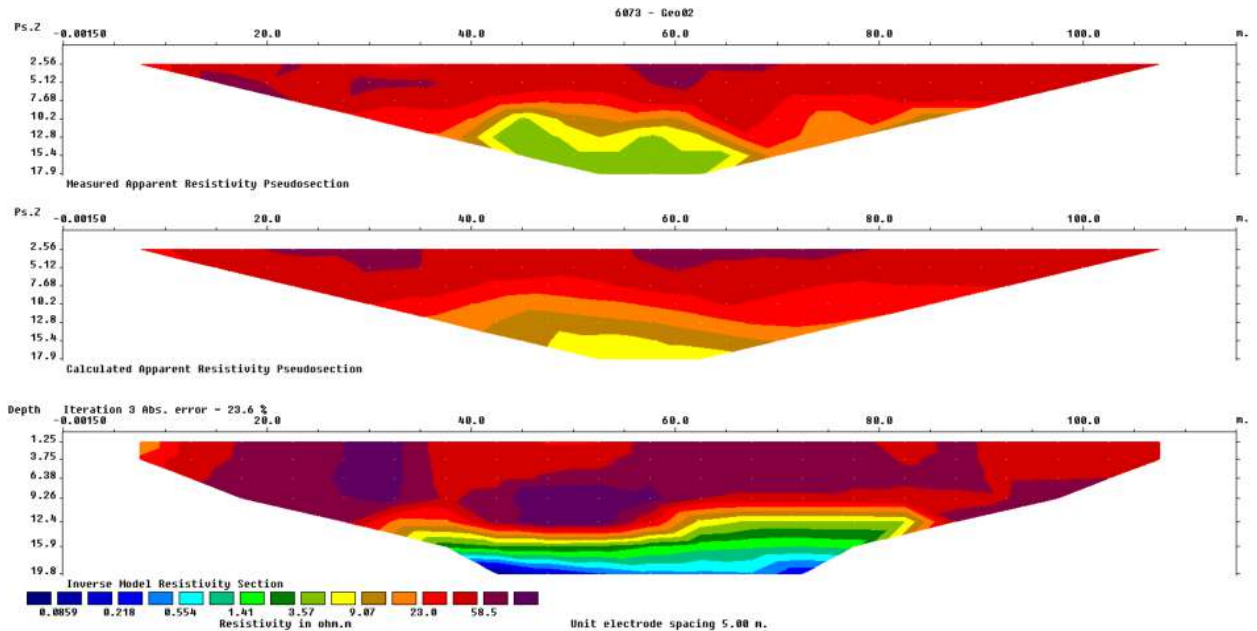 6073 - Geo02
Ps.Z -0.00150 20.0 40.0 60.0 80.0 100.0 m.
2.56
5.12
7.68
10.2
12.8
15.4
17.9
Measured Apparent Resistivity Pseudosection
Ps.Z -0.00150 20.0 40.0 60.0 80.0 100.0 m.
2.56
5.12
7.68
10.2
12.8
15.4
17.9
Calculated Apparent Resistivity Pseudosection
Depth Iteration 3 Abs. error = 23.6 %
-0.00150 20.0 40.0 60.0 80.0 100.0 m.
1.25
3.75
6.38
9.26
12.4
15.9
19.8
Inverse Model Resistivity Section
0.0859 0.218 0.554 1.41 3.57 9.07 23.0 58.5
Resistivity in ohm.m Unit electrode spacing 5.00 m.